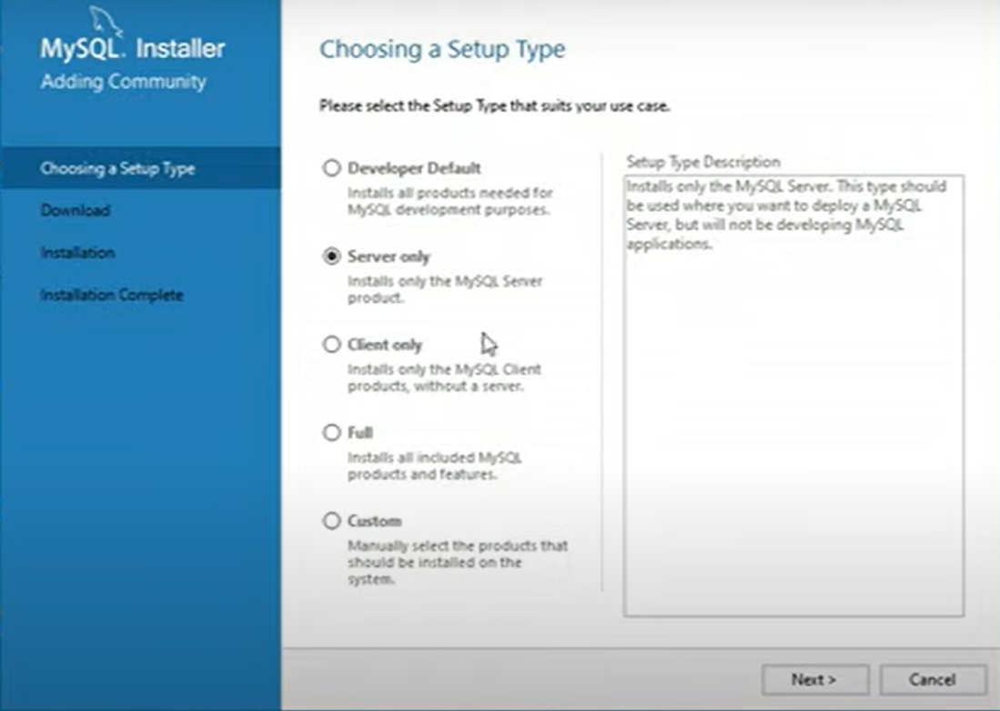 MySQL. Installer
Adding Community
Choosing a Setup Type
Download
Installation
Installation Complete
Choosing a Setup Type
Please select the Setup Type that suits your use case.
Developer Default
Installs all products needed for
MySQL development purposes.
Server only
Installs only the MySQL Server
product.
Client only
Installs only the MySQL Client
products, without a server.
Full
Installs all included MySQL
products and features.
Custom
Manually select the products that
should be installed on the
system.
Setup Type Description
Installs only the MySQL Server. This type should
be used where you want to deploy a MySQL
Server, but will not be developing MySQL
applications.
Next >
Cancel